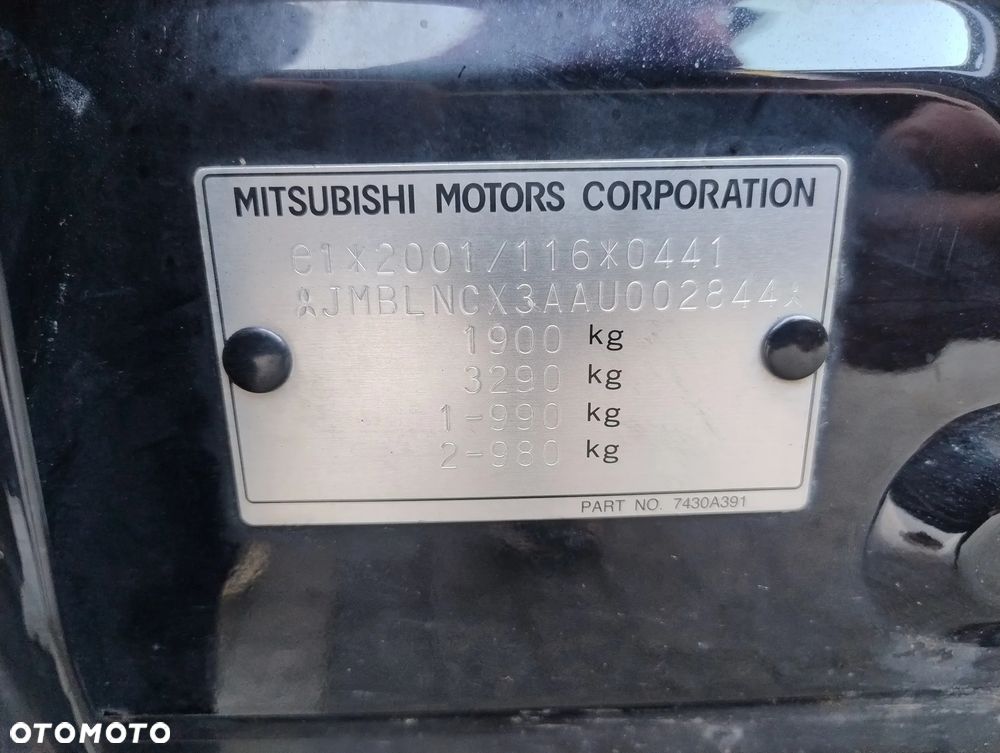 MITSUBISHI MOTORS CORPORATION
e1*2001/116*0441
*JMBLNCX3AAU002844*
1900 kg
3290 kg
1-990 kg
2-980 kg
PART NO. 7430A391
OTOMOTO